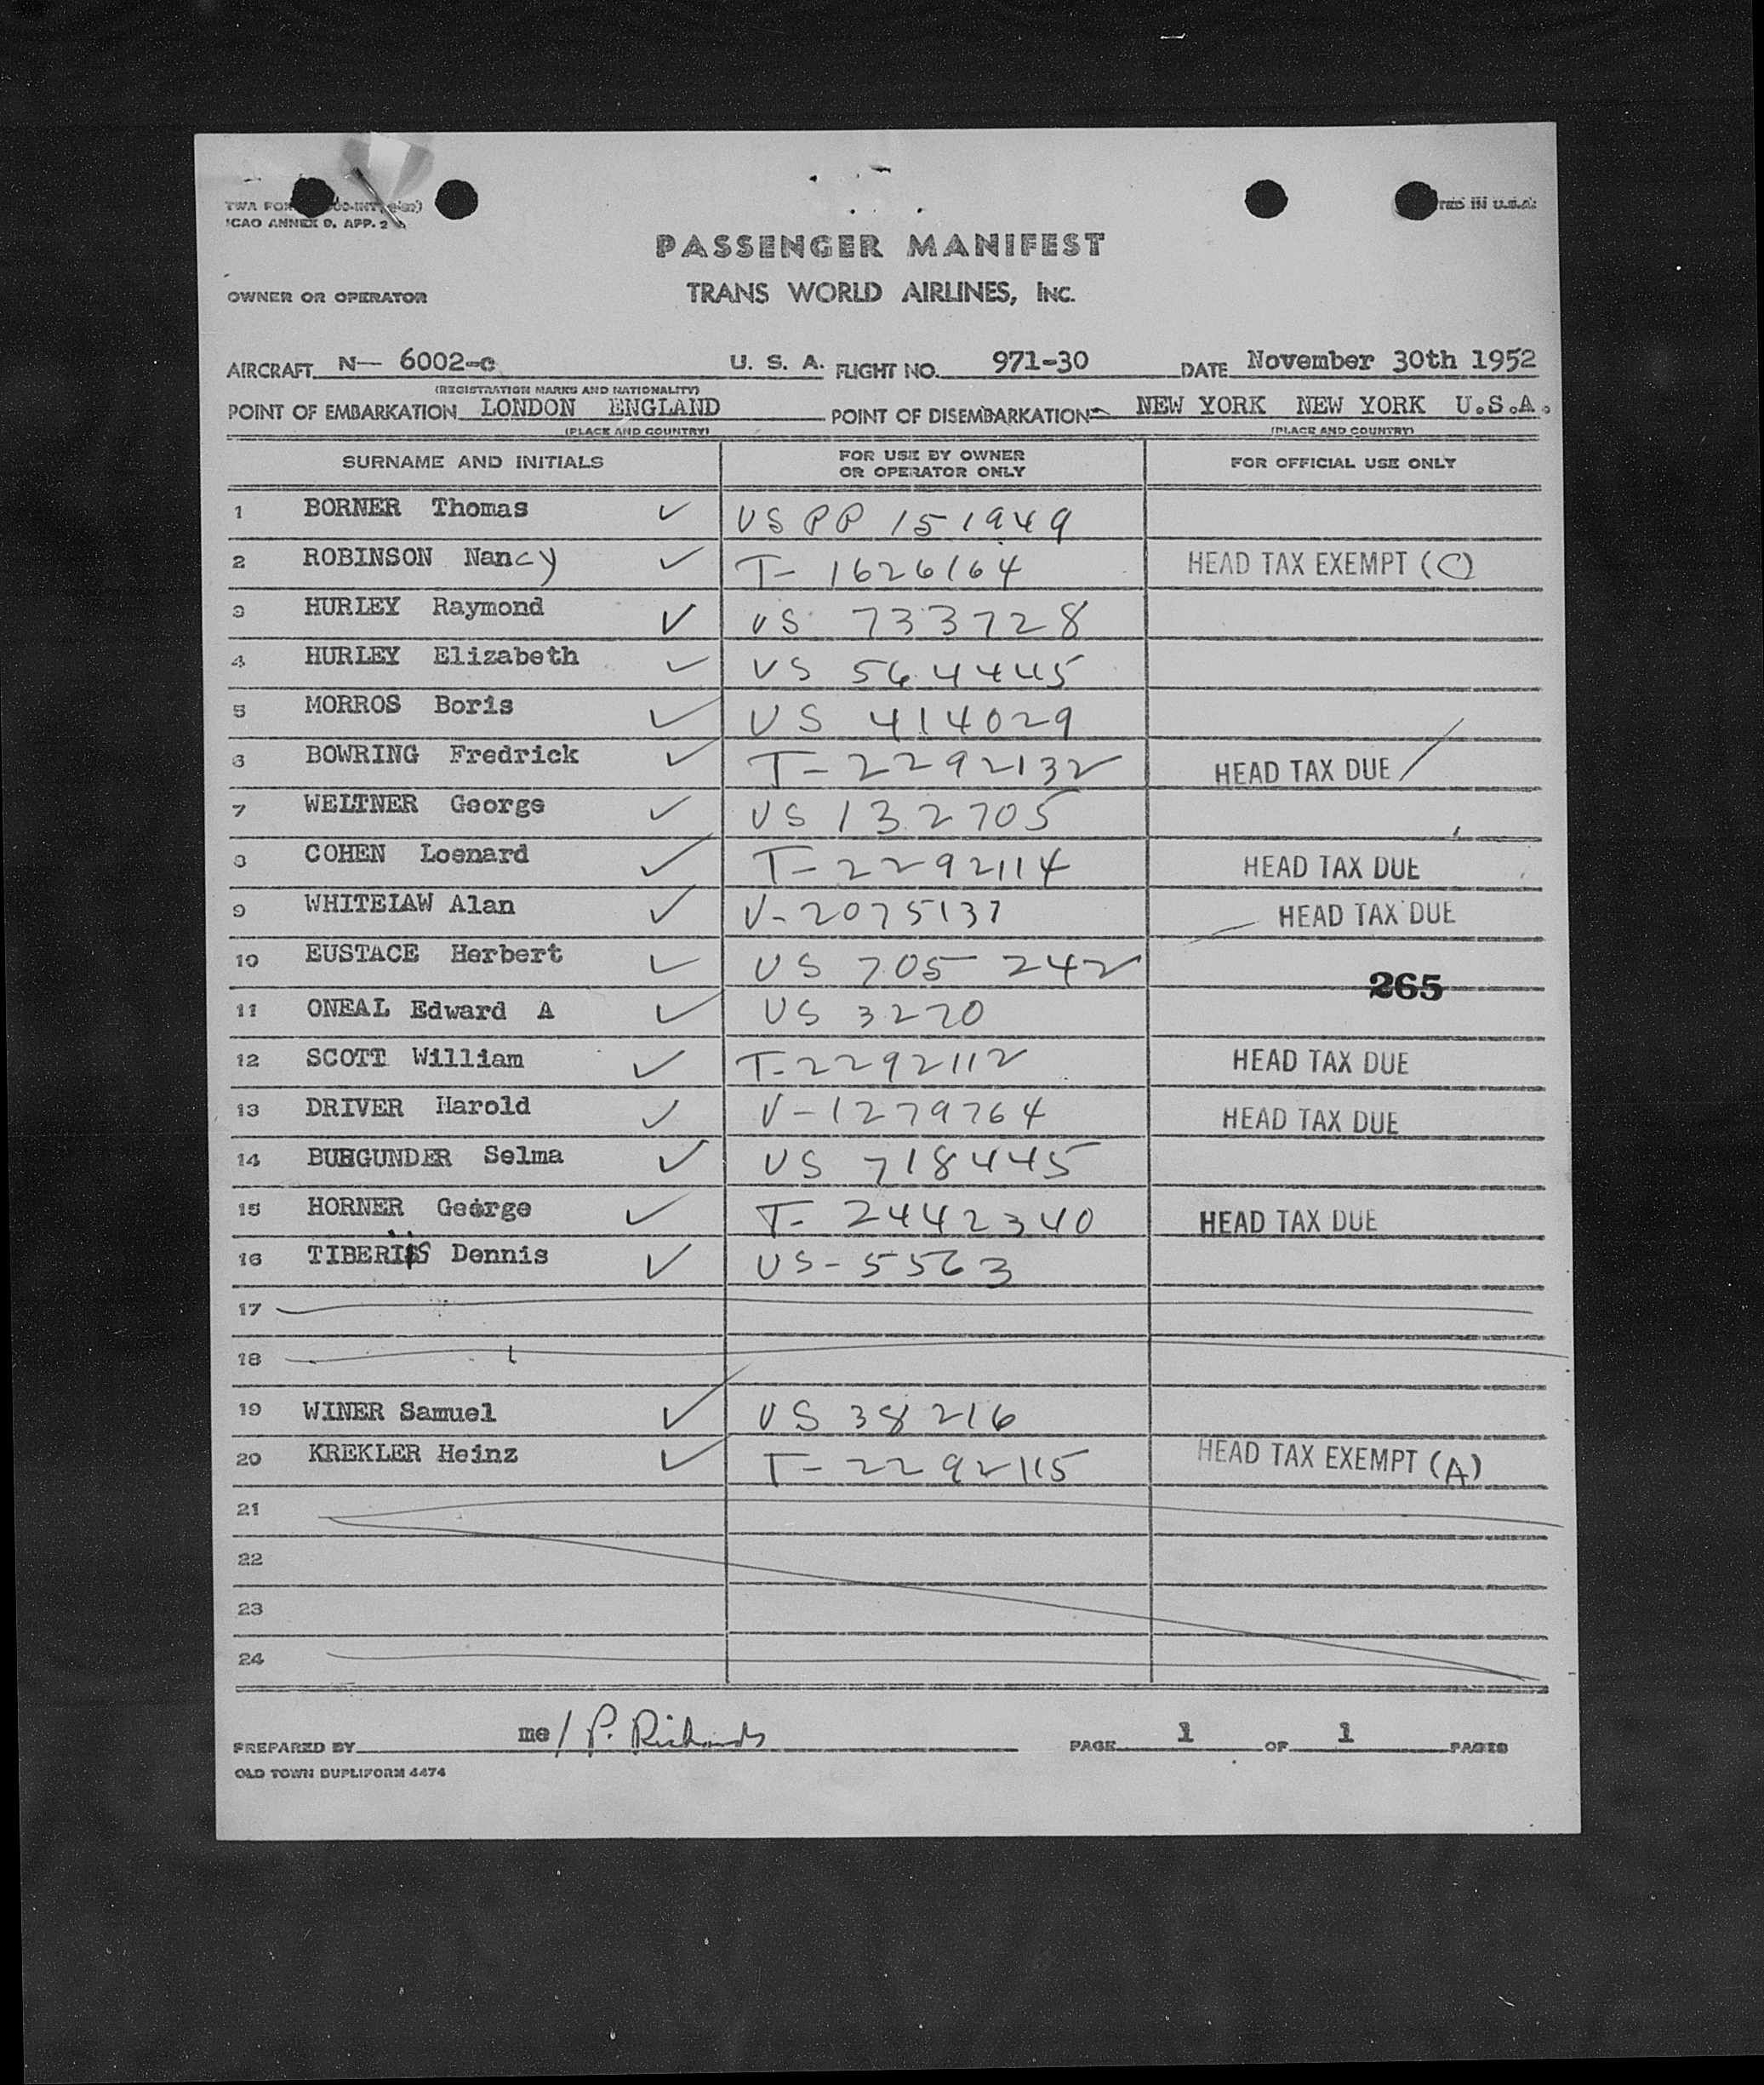 ICAO ANNEX 9, APP. 2
PASSENGER MANIFEST
OWNER OR OPERATOR TRANS WORLD AIRLINES, INC.
AIRCRAFT N— 6002-c U. S. A. FLIGHT NO. 971-30 DATE November 30th 1952
(REGISTRATION MARKS AND NATIONALITY)
POINT OF EMBARKATION LONDON ENGLAND POINT OF DISEMBARKATION NEW YORK NEW YORK U.S.A.
(PLACE AND COUNTRY) (PLACE AND COUNTRY)
SURNAME AND INITIALS FOR USE BY OWNER OR OPERATOR ONLY FOR OFFICIAL USE ONLY
1 BORNER Thomas ✓ US PP 151949
2 ROBINSON Nancy ✓ T- 1626164 HEAD TAX EXEMPT (C)
3 HURLEY Raymond ✓ US 733728
4 HURLEY Elizabeth ✓ US 564445
5 MORROS Boris ✓ US 414029
6 BOWRING Fredrick ✓ T-2292132 HEAD TAX DUE
7 WELTNER George ✓ US 132705
8 COHEN Loenard ✓ T-2292114 HEAD TAX DUE
9 WHITELAW Alan ✓ V-2075137 HEAD TAX DUE
10 EUSTACE Herbert ✓ US 705 242
265
11 ONEAL Edward A ✓ US 3270
12 SCOTT William ✓ T-2292112 HEAD TAX DUE
13 DRIVER Harold ✓ V-1279764 HEAD TAX DUE
14 BURGUNDER Selma ✓ US 718445
15 HORNER George ✓ T- 2442340 HEAD TAX DUE
16 TIBERIIS Dennis ✓ US-5563
17
18
19 WINER Samuel ✓ US 38216
20 KREKLER Heinz ✓ T-2292115 HEAD TAX EXEMPT (A)
21
22
23
24
PREPARED BY me/ P. Richards PAGE 1 OF 1 PAGES
OLD TOWN DUPLIFORM 4474